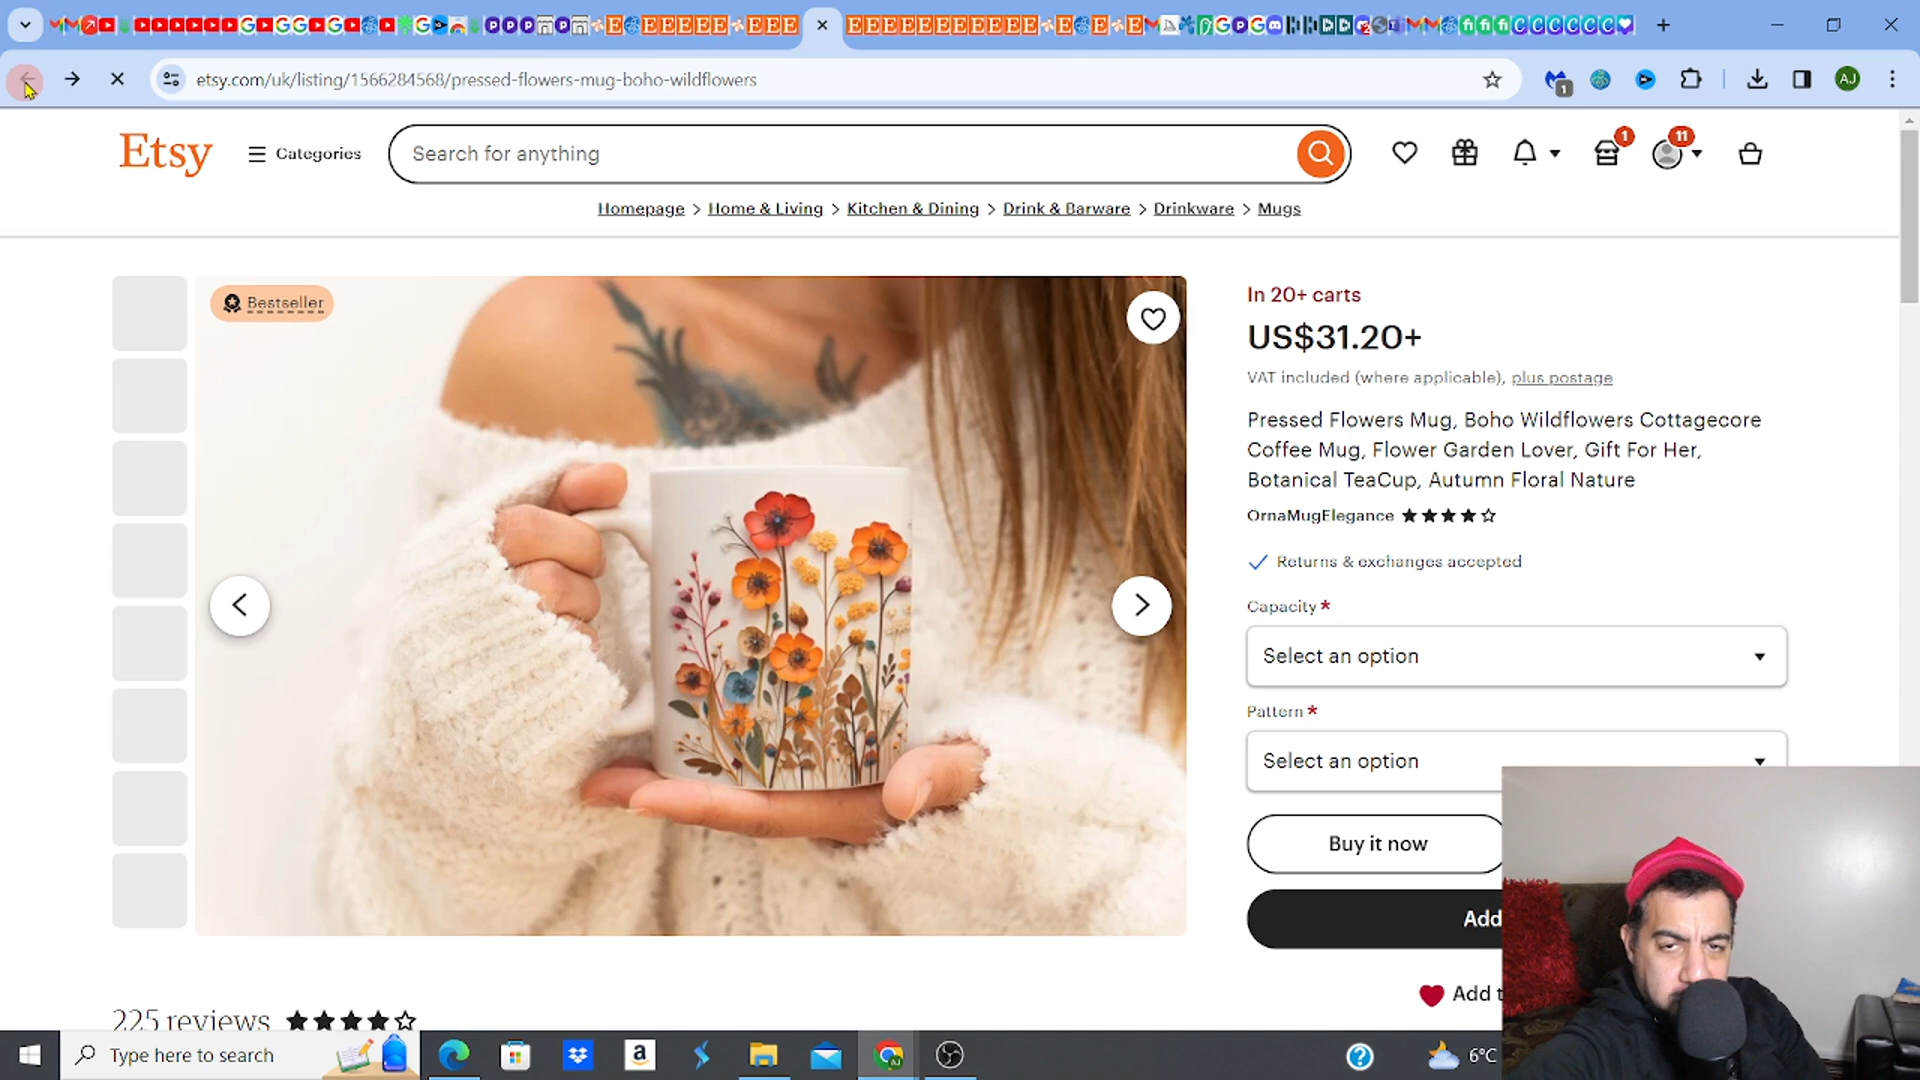 etsy.com/uk/listing/1566284568/pressed-flowers-mug-boho-wildflowers
1
AJ
Etsy
Categories
Search for anything
1
11
Homepage > Home & Living > Kitchen & Dining > Drink & Barware > Drinkware > Mugs
Bestseller
In 20+ carts
US$31.20+
VAT included (where applicable), plus postage
Pressed Flowers Mug, Boho Wildflowers Cottagecore
Coffee Mug, Flower Garden Lover, Gift For Her,
Botanical TeaCup, Autumn Floral Nature
OrnaMugElegance
Returns & exchanges accepted
Capacity *
Select an option
Pattern *
Select an option
Buy it now
Add
Add t
225 reviews
Type here to search
6°C